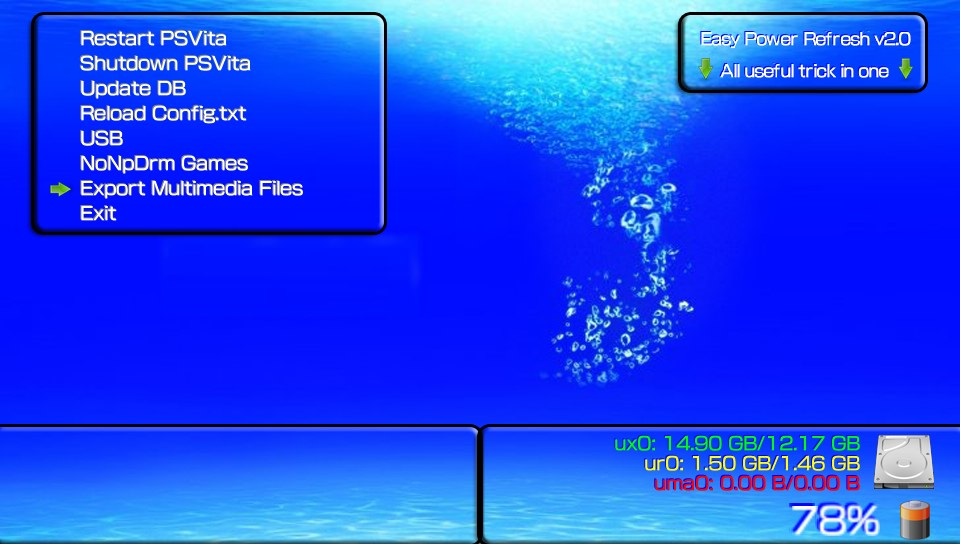 Restart PSVita
Shutdown PSVita
Update DB
Reload Config.txt
USB
NoNpDrm Games
Export Multimedia Files
Exit
Easy Power Refresh v2.0
All useful trick in one
ux0: 14.90 GB/12.17 GB
ur0: 1.50 GB/1.46 GB
uma0: 0.00 B/0.00 B
78%